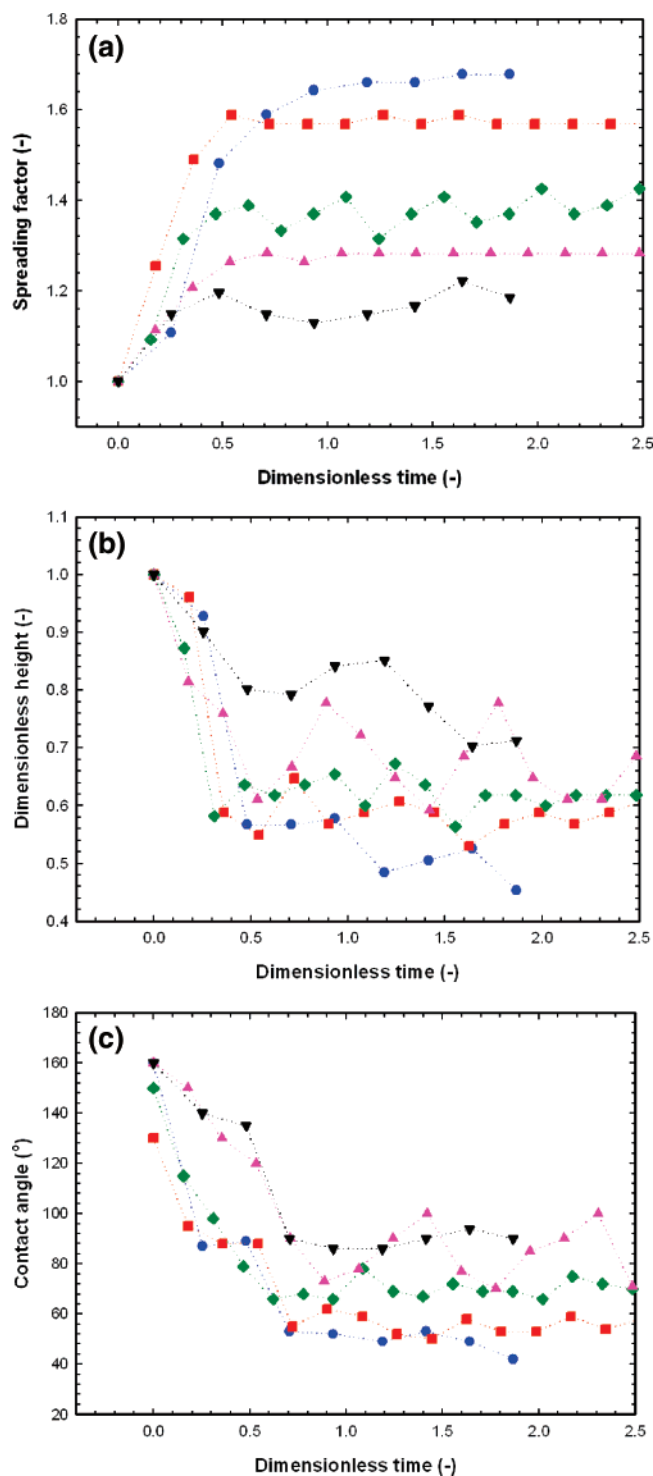 1.8
(a)
1.6
1.4
1.2
1.0
Spreading factor (-)
0.0 0.5 1.0 1.5 2.0 2.5
Dimensionless time (-)
1.1
(b)
1.0
0.9
0.8
0.7
0.6
0.5
0.4
Dimensionless height (-)
0.0 0.5 1.0 1.5 2.0 2.5
Dimensionless time (-)
180
(c)
160
140
120
100
80
60
40
20
Contact angle (°)
0.0 0.5 1.0 1.5 2.0 2.5
Dimensionless time (-)